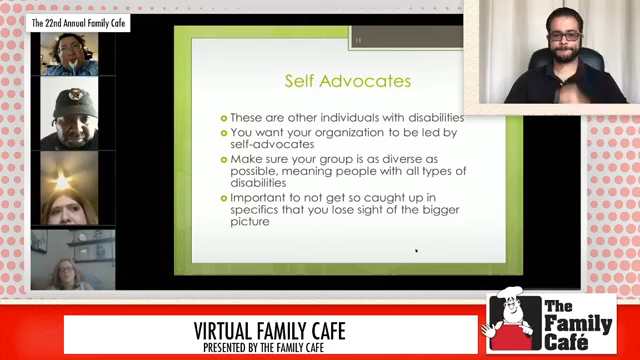 The 22nd Annual Family Cafe
Self Advocates
These are other individuals with disabilities
You want your organization to be led by
self-advocates
Make sure your group is as diverse as
possible, meaning people with all types of
disabilities
Important to not get so caught up in
specifics that you lose sight of the bigger
picture
VIRTUAL FAMILY CAFE
PRESENTED BY THE FAMILY CAFE
The
Family
Café